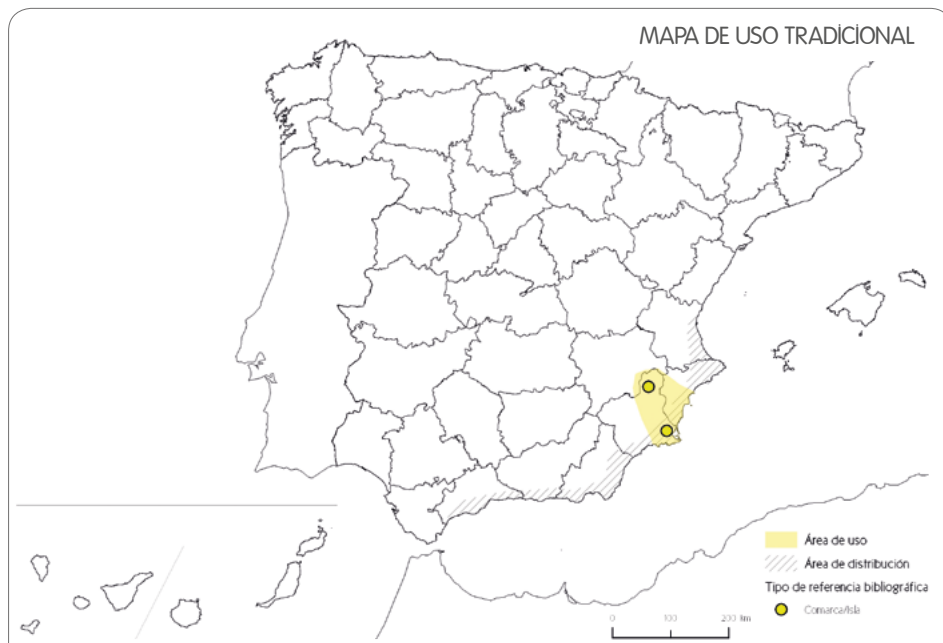 MAPA DE USO TRADICIONAL
Área de uso
Área de distribución
Tipo de referencia bibliográfica
Comarca/Isla
0 100 200 km